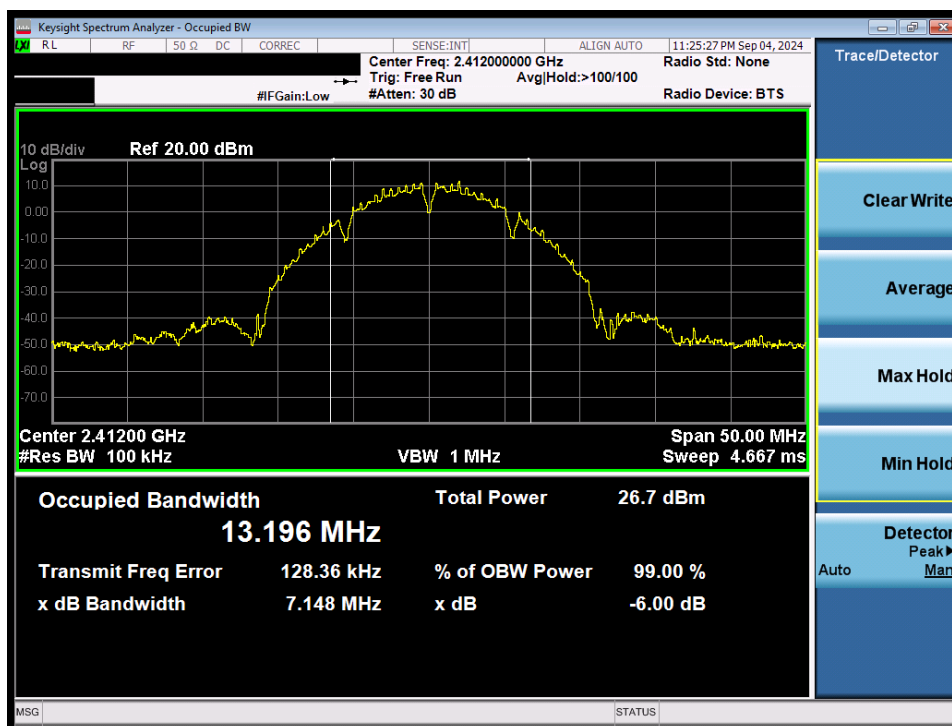 Keysight Spectrum Analyzer - Occupied BW
LXI RL RF 50 Ω DC CORREC SENSE:INT ALIGN AUTO 11:25:27 PM Sep 04, 2024
Center Freq: 2.412000000 GHz Radio Std: None
Trig: Free Run Avg|Hold:>100/100
#IFGain:Low #Atten: 30 dB Radio Device: BTS
10 dB/div Ref 20.00 dBm
Log
10.0
0.00
-10.0
-20.0
-30.0
-40.0
-50.0
-60.0
-70.0
Center 2.41200 GHz Span 50.00 MHz
#Res BW 100 kHz VBW 1 MHz Sweep 4.667 ms
Occupied Bandwidth Total Power 26.7 dBm
13.196 MHz
Transmit Freq Error 128.36 kHz % of OBW Power 99.00 %
x dB Bandwidth 7.148 MHz x dB -6.00 dB
MSG STATUS
Trace/Detector
Clear Write
Average
Max Hold
Min Hold
Detector
Peak▶
Auto Man